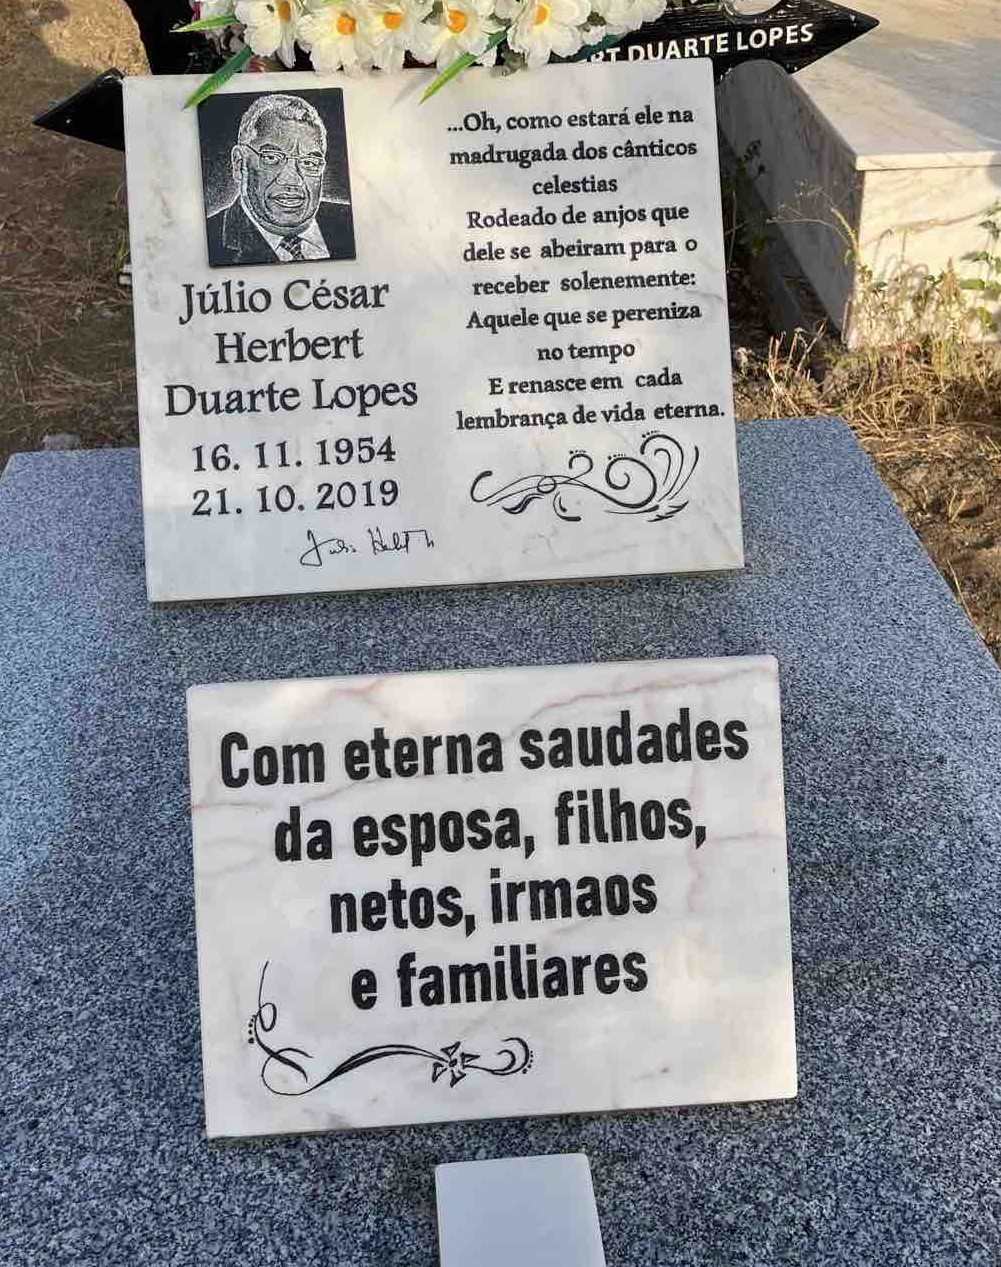 DUARTE LOPES
...Oh, como estará ele na
madrugada dos cânticos
celestias
Rodeado de anjos que
dele se abeiram para o
receber solenemente:
Aquele que se pereniza
no tempo
E renasce em cada
lembrança de vida eterna.
Júlio César
Herbert
Duarte Lopes
16. 11. 1954
21. 10. 2019
Com eterna saudades
da esposa, filhos,
netos, irmaos
e familiares